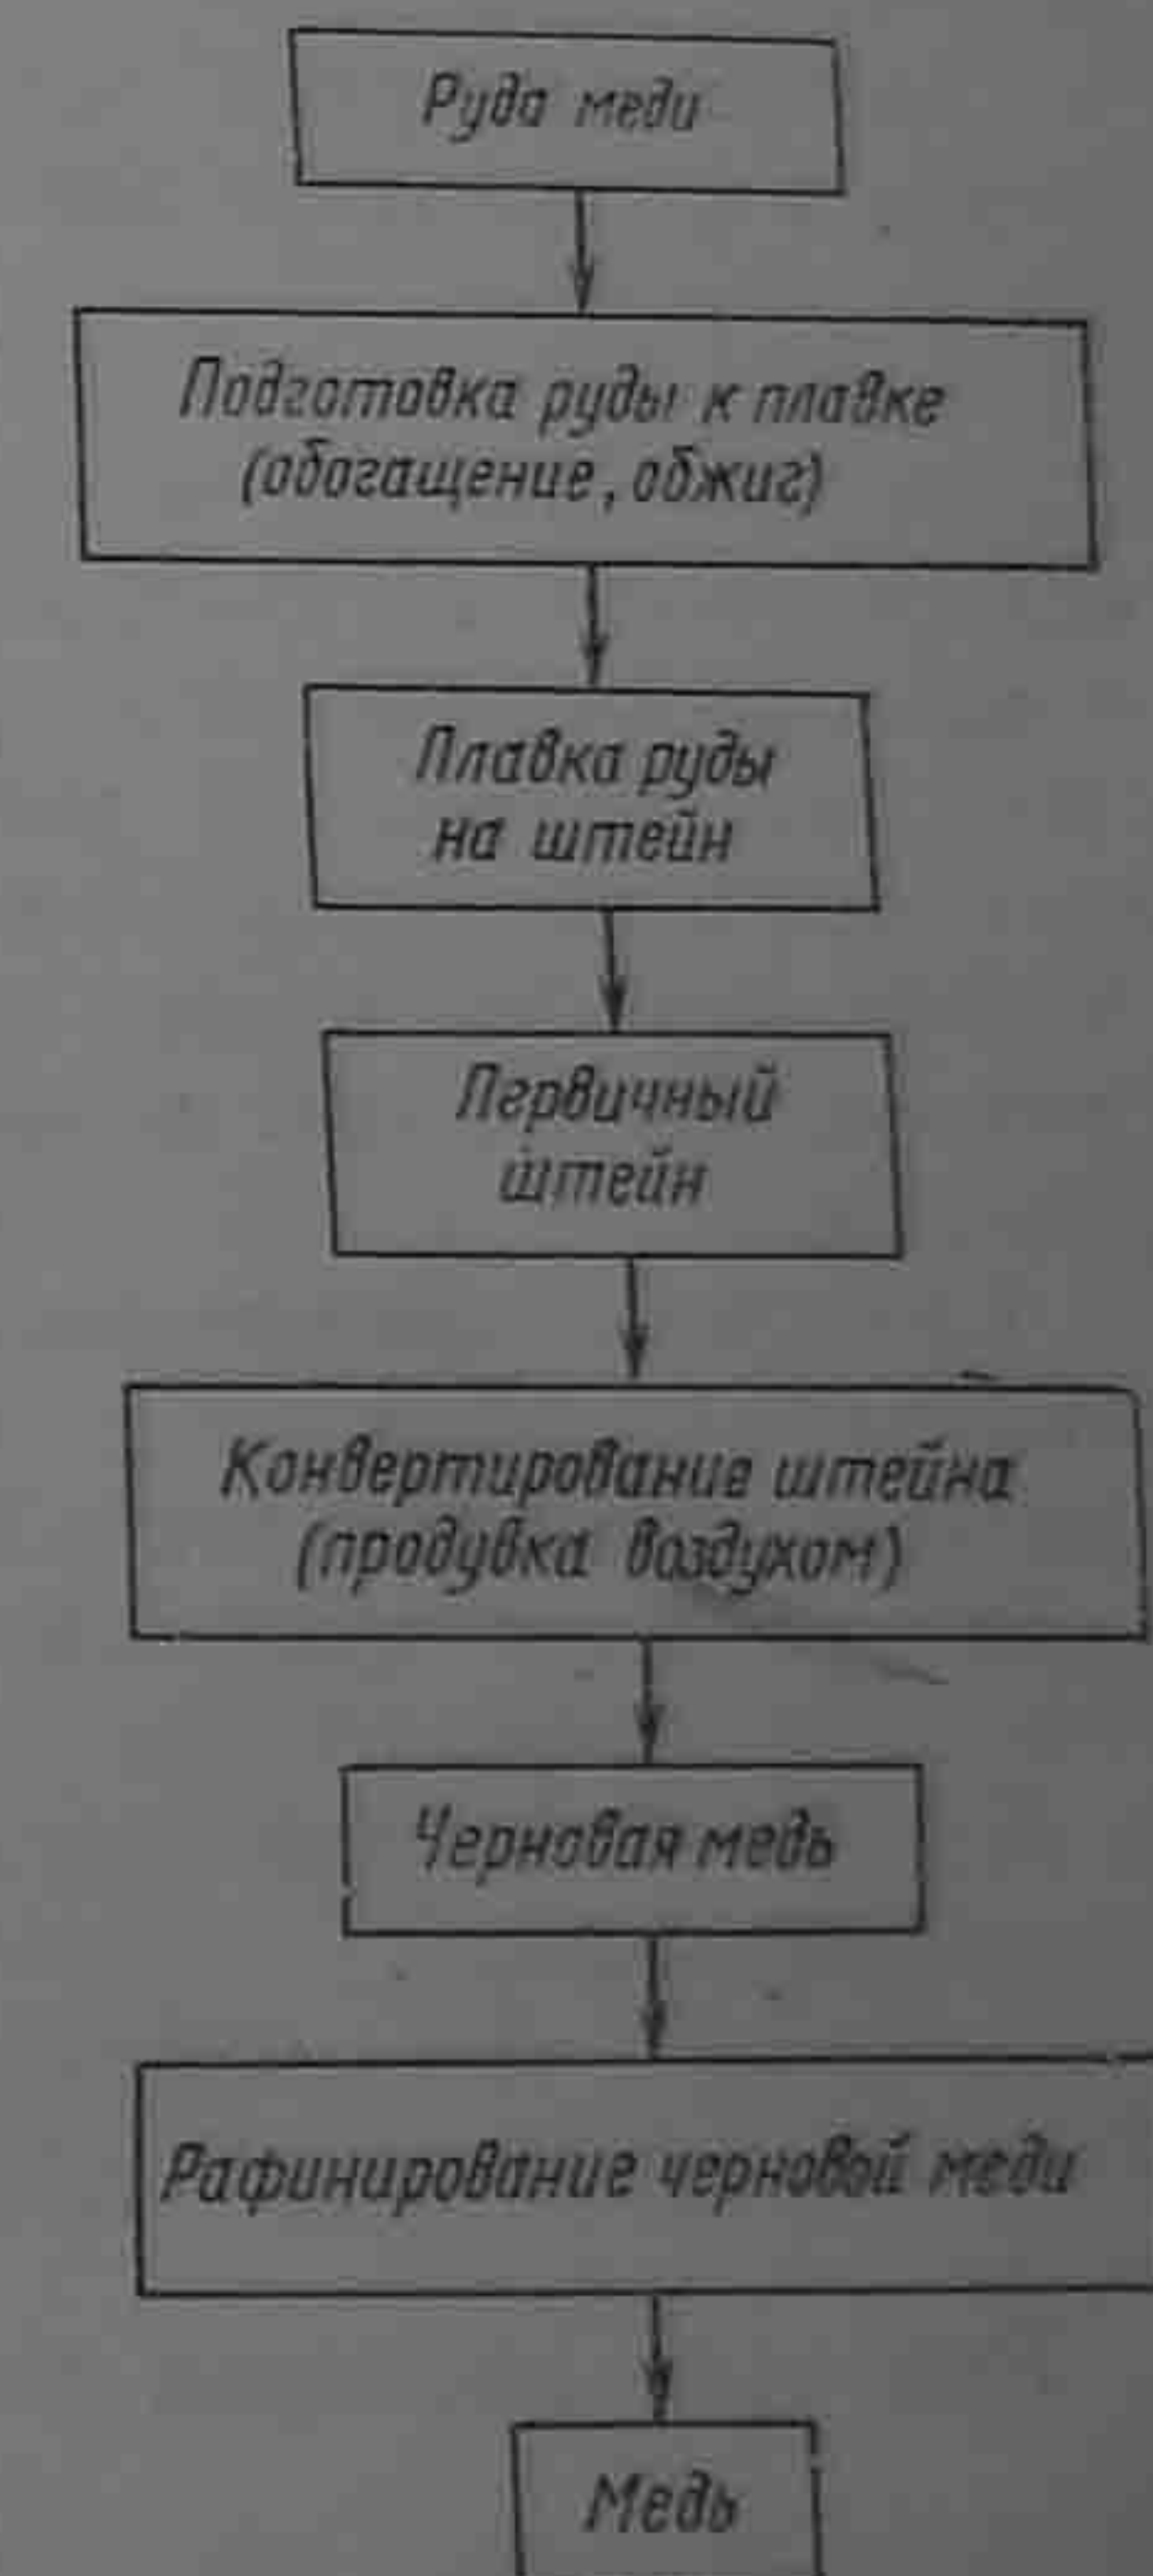 Руда меди
Подготовка руды к плавке
(обогащение, обжиг)
Плавка руды
на штейн
Первичный
штейн
Конвертирование штейна
(продувка воздухом)
Черновая медь
Рафинирование черновой меди
Медь